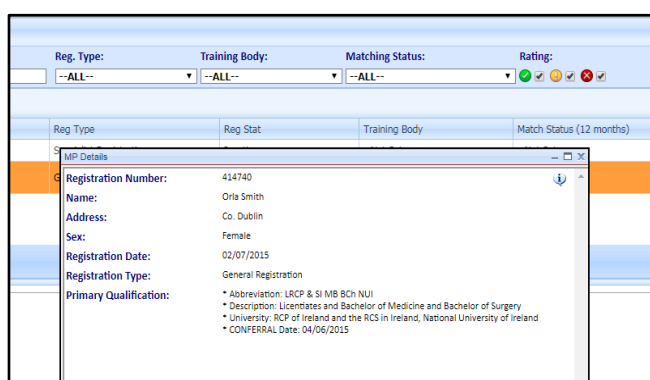 Reg. Type: Training Body: Matching Status: Rating:
--ALL-- --ALL-- --ALL--
Reg Type Reg Stat Training Body Match Status (12 months)
MP Details
Registration Number: 414740
Name: Orla Smith
Address: Co. Dublin
Sex: Female
Registration Date: 02/07/2015
Registration Type: General Registration
Primary Qualification: * Abbreviation: LRCP & SI MB BCh NUI
* Description: Licentiates and Bachelor of Medicine and Bachelor of Surgery
* University: RCP of Ireland and the RCS in Ireland, National University of Ireland
* CONFERRAL Date: 04/06/2015